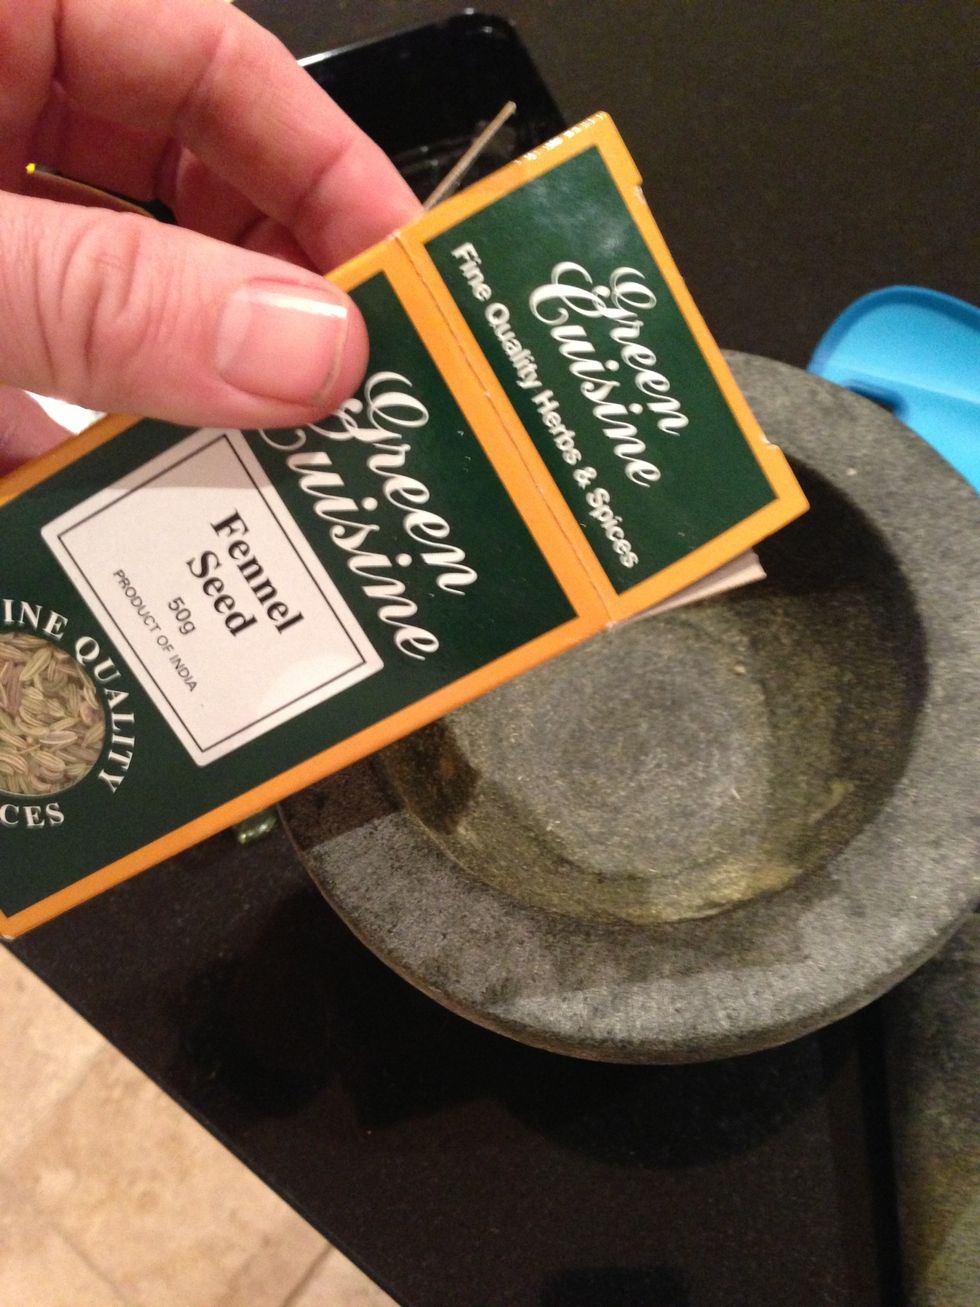 Green
Cuisine
Fine Quality Herbs & Spices
Green
Cuisine
Fennel
Seed
50g
PRODUCT OF INDIA
INE QUALITY
CES